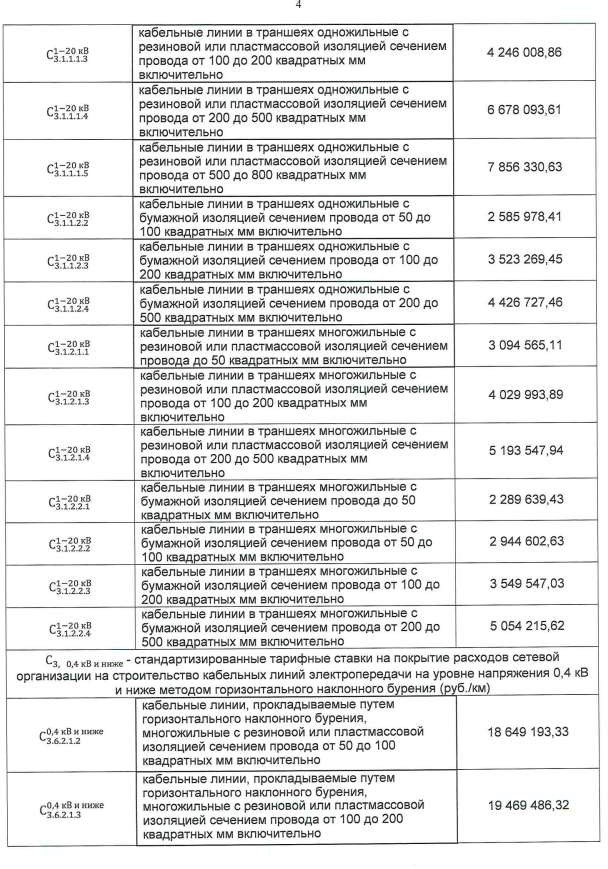 4
С 1–20 кВ 3.1.1.1.3
кабельные линии в траншеях одножильные с
резиновой или пластмассовой изоляцией сечением
провода от 100 до 200 квадратных мм
включительно
4 246 008,86
С 1–20 кВ 3.1.1.1.4
кабельные линии в траншеях одножильные с
резиновой или пластмассовой изоляцией сечением
провода от 200 до 500 квадратных мм
включительно
6 678 093,61
С 1–20 кВ 3.1.1.1.5
кабельные линии в траншеях одножильные с
резиновой или пластмассовой изоляцией сечением
провода от 500 до 800 квадратных мм
включительно
7 856 330,63
С 1–20 кВ 3.1.1.2.2
кабельные линии в траншеях одножильные с
бумажной изоляцией сечением провода от 50 до
100 квадратных мм включительно
2 585 978,41
С 1–20 кВ 3.1.1.2.3
кабельные линии в траншеях одножильные с
бумажной изоляцией сечением провода от 100 до
200 квадратных мм включительно
3 523 269,45
С 1–20 кВ 3.1.1.2.4
кабельные линии в траншеях одножильные с
бумажной изоляцией сечением провода от 200 до
500 квадратных мм включительно
4 426 727,46
С 1–20 кВ 3.1.2.1.1
кабельные линии в траншеях многожильные с
резиновой или пластмассовой изоляцией сечением
провода до 50 квадратных мм включительно
3 094 565,11
С 1–20 кВ 3.1.2.1.3
кабельные линии в траншеях многожильные с
резиновой или пластмассовой изоляцией сечением
провода от 100 до 200 квадратных мм
включительно
4 029 993,89
С 1–20 кВ 3.1.2.1.4
кабельные линии в траншеях многожильные с
резиновой или пластмассовой изоляцией сечением
провода от 200 до 500 квадратных мм
включительно
5 193 547,94
С 1–20 кВ 3.1.2.2.1
кабельные линии в траншеях многожильные с
бумажной изоляцией сечением провода до 50
квадратных мм включительно
2 289 639,43
С 1–20 кВ 3.1.2.2.2
кабельные линии в траншеях многожильные с
бумажной изоляцией сечением провода от 50 до
100 квадратных мм включительно
2 944 602,63
С 1–20 кВ 3.1.2.2.3
кабельные линии в траншеях многожильные с
бумажной изоляцией сечением провода от 100 до
200 квадратных мм включительно
3 549 547,03
С 1–20 кВ 3.1.2.2.4
кабельные линии в траншеях многожильные с
бумажной изоляцией сечением провода от 200 до
500 квадратных мм включительно
5 054 215,62
С3, 0,4 кВ и ниже - стандартизированные тарифные ставки на покрытие расходов сетевой
организации на строительство кабельных линий электропередачи на уровне напряжения 0,4 кВ
и ниже методом горизонтального наклонного бурения (руб./км)
С 0,4 кВ и ниже 3.6.2.1.2
кабельные линии, прокладываемые путем
горизонтального наклонного бурения,
многожильные с резиновой или пластмассовой
изоляцией сечением провода от 50 до 100
квадратных мм включительно
18 649 193,33
С 0,4 кВ и ниже 3.6.2.1.3
кабельные линии, прокладываемые путем
горизонтального наклонного бурения,
многожильные с резиновой или пластмассовой
изоляцией сечением провода от 100 до 200
квадратных мм включительно
19 469 486,32